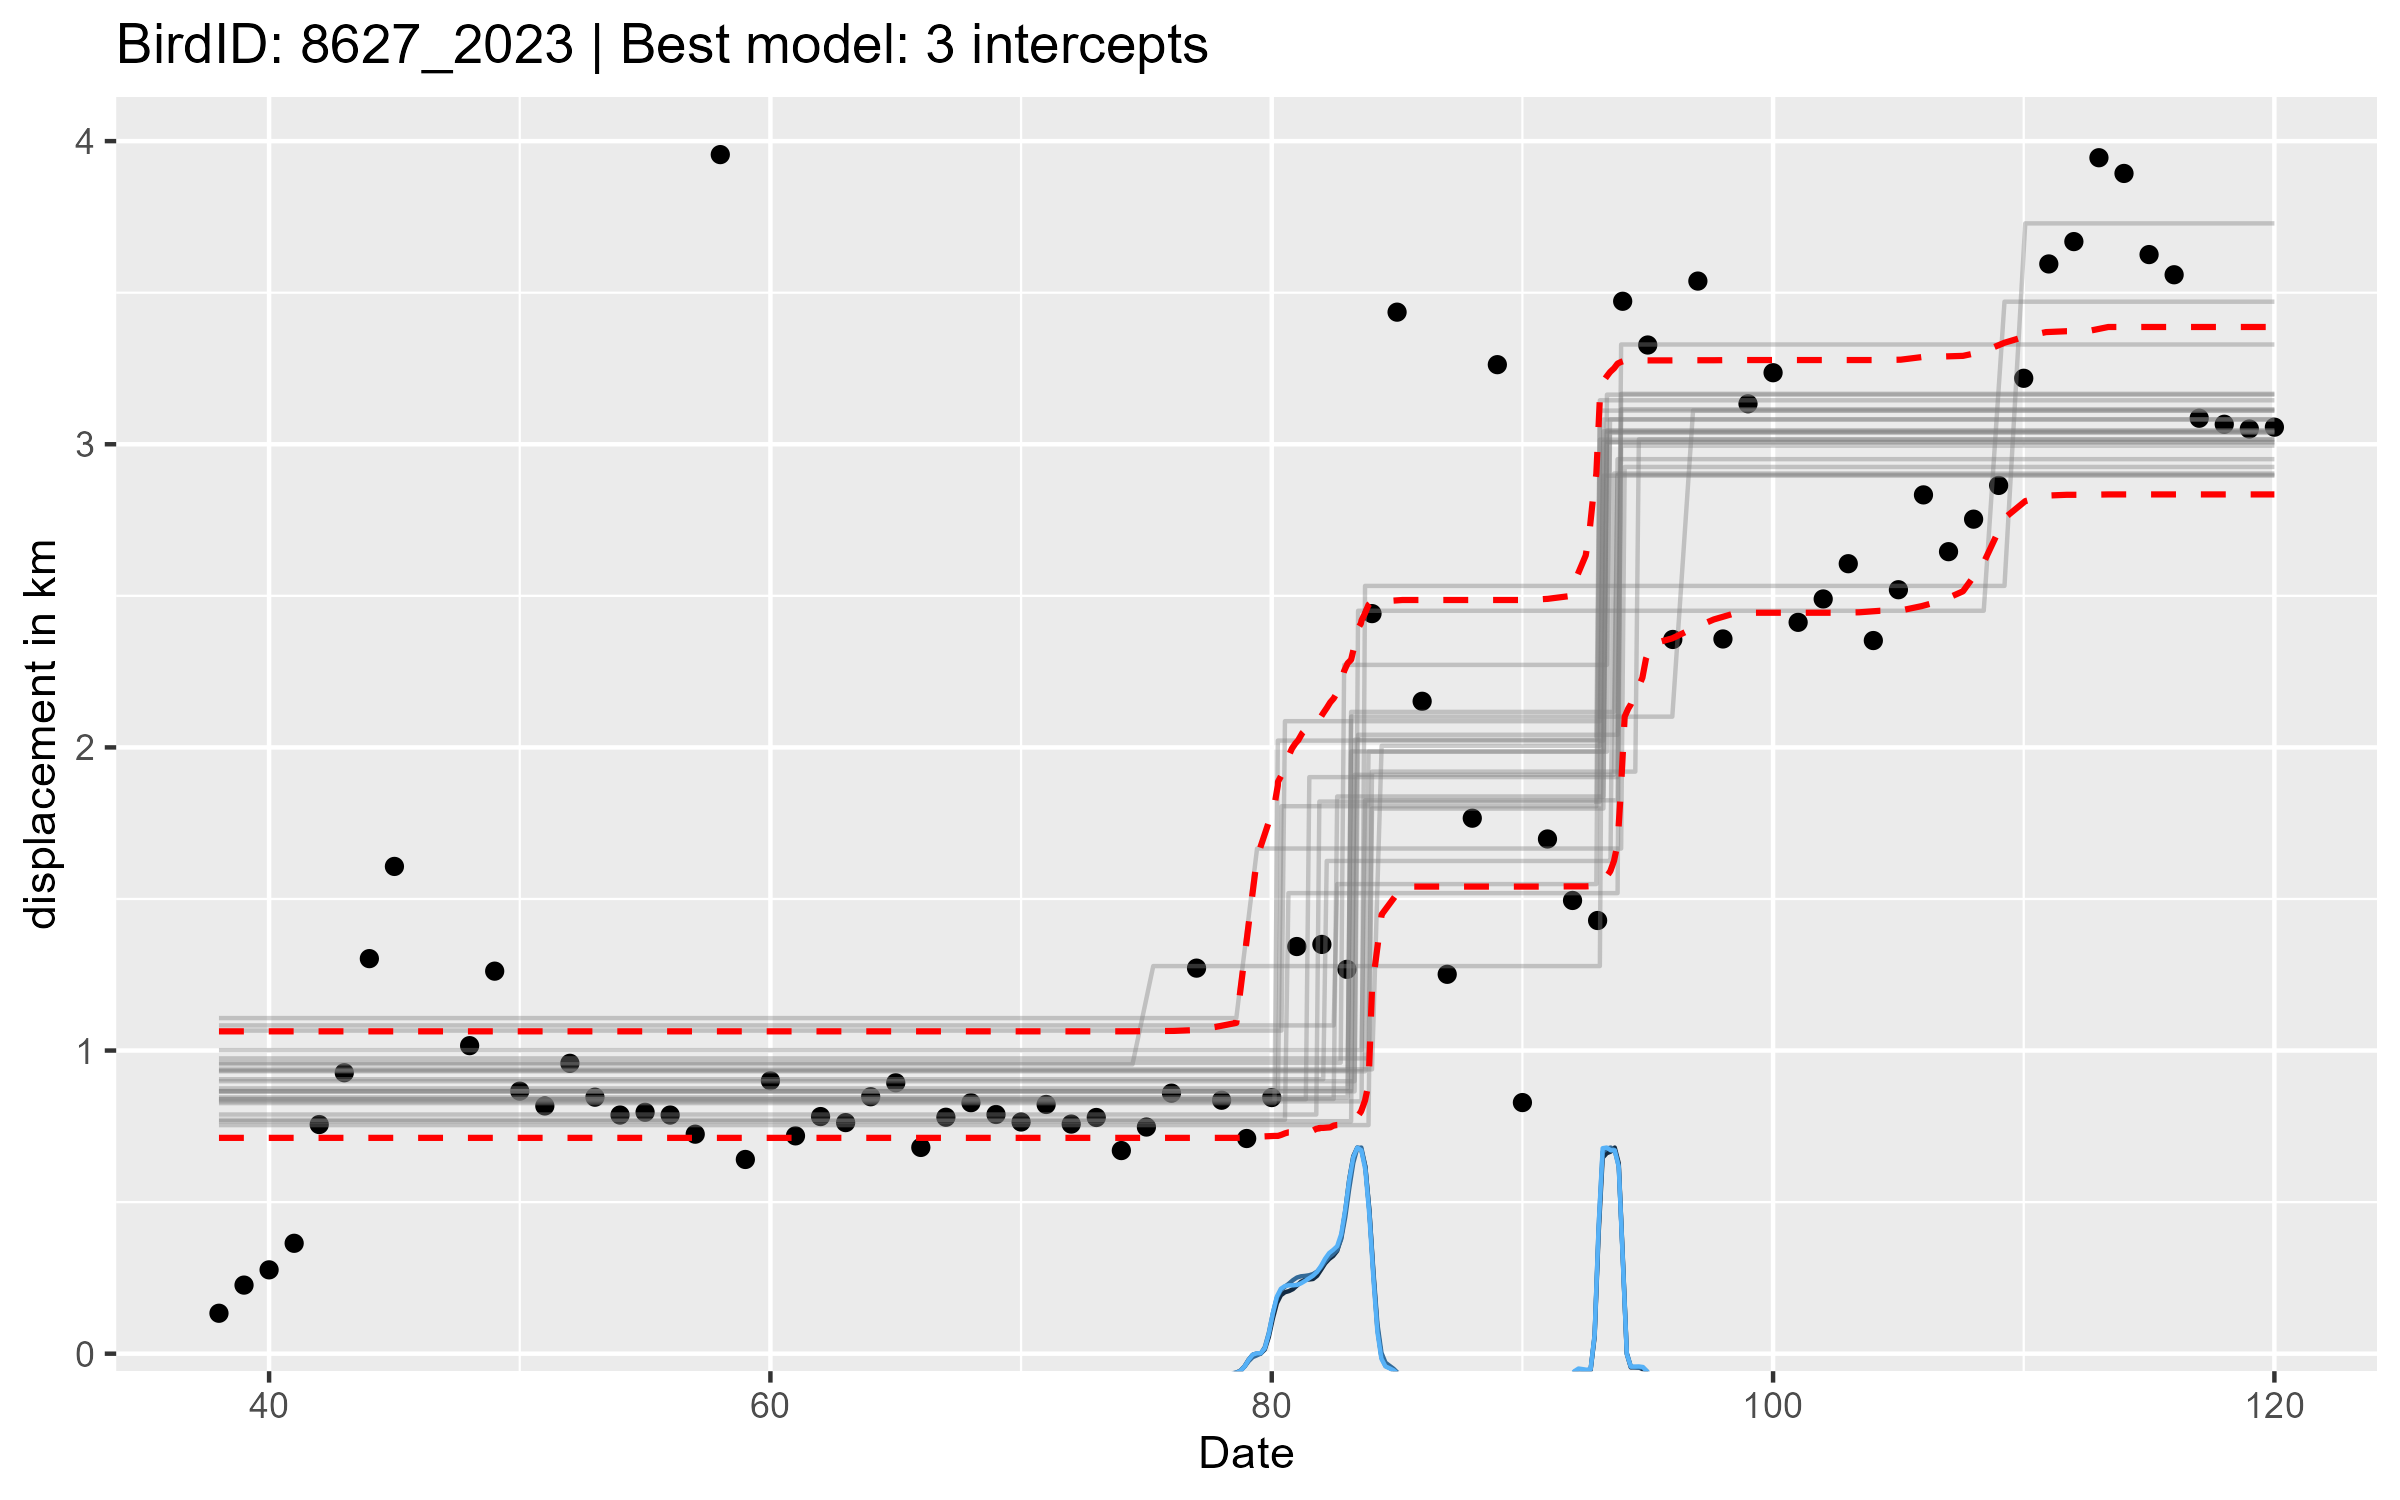 BirdID: 8627_2023 | Best model: 3 intercepts
displacement in km
4
3
2
1
0
40 60 80 100 120
Date